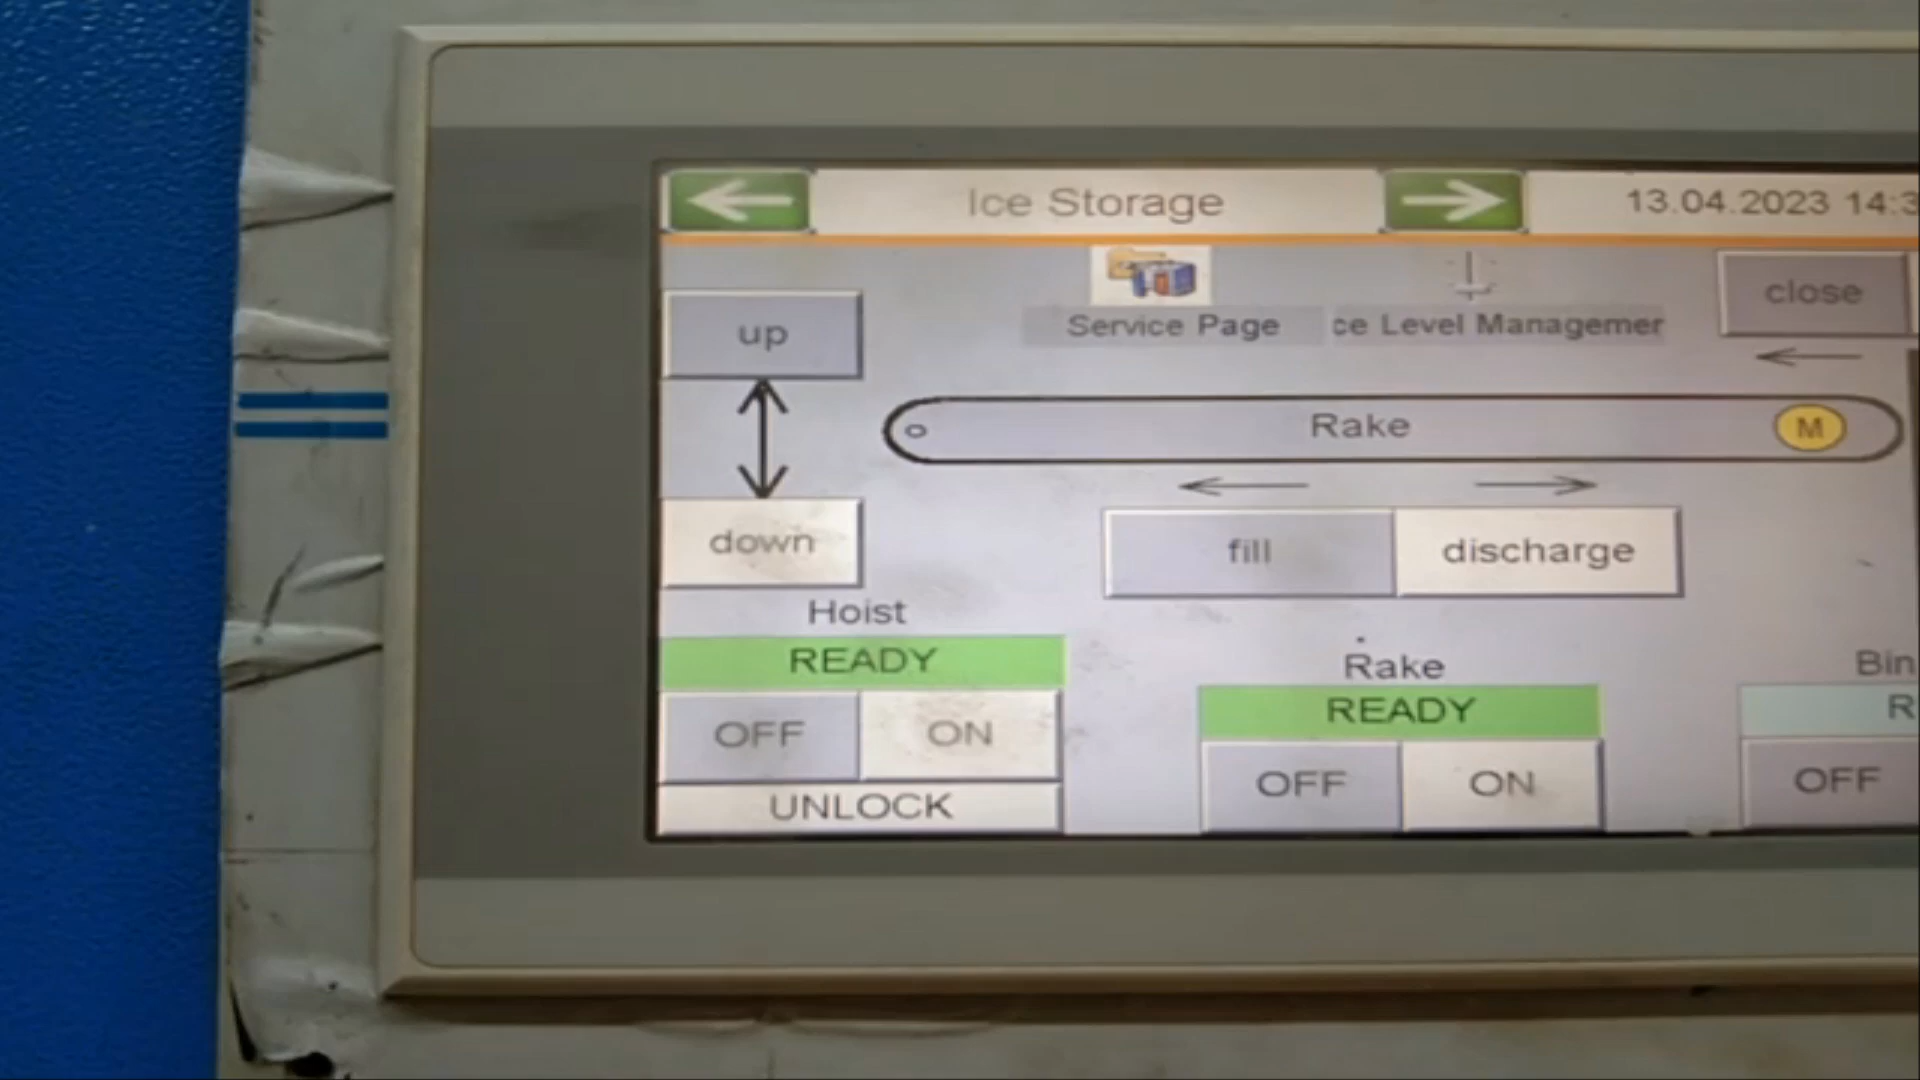 Ice Storage
13.04.2023 14:3
close
up
Service Page
ce Level Managemer
Rake
M
down
fill
discharge
Hoist
READY
Rake
READY
Bin
R
OFF
ON
OFF
ON
OFF
UNLOCK